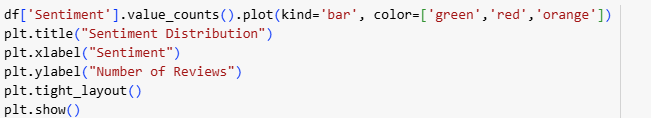 df['Sentiment'].value_counts().plot(kind='bar', color=['green','red','orange'])
plt.title("Sentiment Distribution")
plt.xlabel("Sentiment")
plt.ylabel("Number of Reviews")
plt.tight_layout()
plt.show()